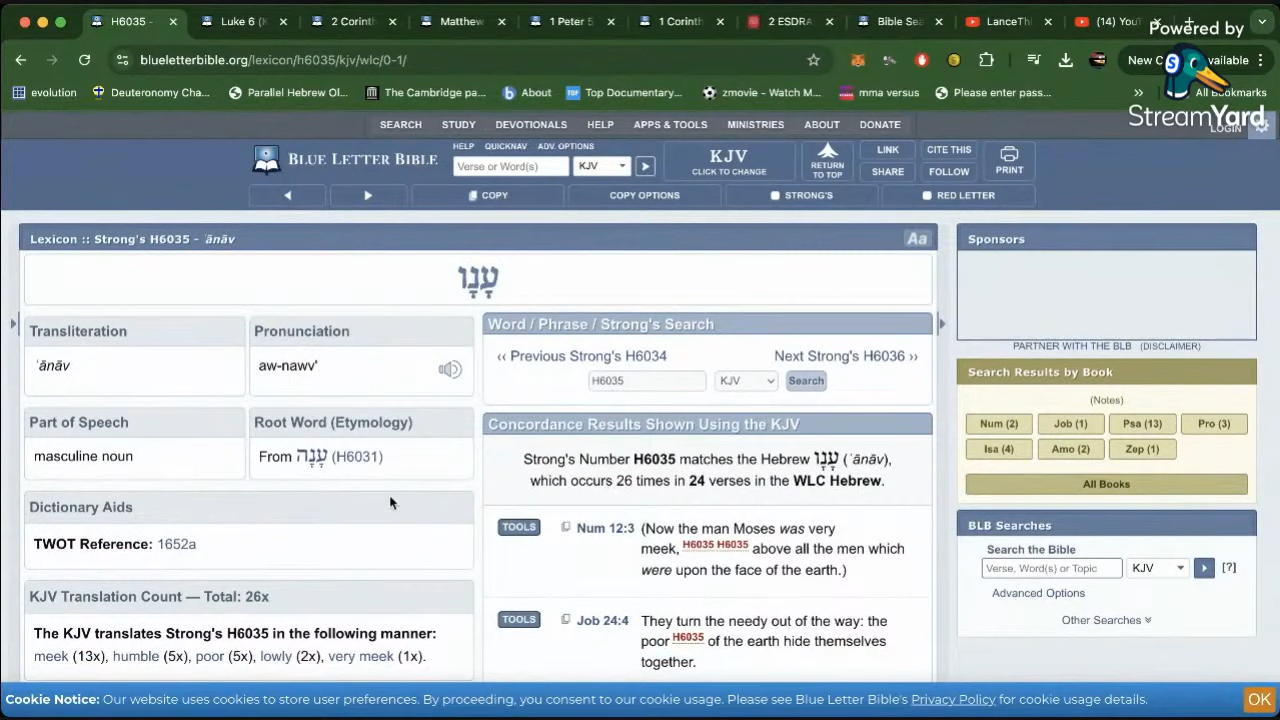 H6035 -
Luke 6 (K
2 Corinth
Matthew
1 Peter 5
1 Corinth
2 ESDRA
Bible Sea
LanceThi
(14) You
Powered by
StreamYard
blueletterbible.org/lexicon/h6035/kjv/wlc/0-1/
New C
available
evolution
Deuteronomy Cha...
Parallel Hebrew Ol...
The Cambridge pa...
About
Top Documentary...
zmovie - Watch M...
mma versus
Please enter pass...
»
All Bookmarks
SEARCH STUDY DEVOTIONALS HELP APPS & TOOLS MINISTRIES ABOUT DONATE
LOGIN
BLUE LETTER BIBLE
HELP QUICKNAV ADV. OPTIONS
Verse or Word(s) KJV
KJV
CLICK TO CHANGE
RETURN
TO TOP
LINK
CITE THIS
SHARE
FOLLOW
PRINT
COPY COPY OPTIONS STRONG'S RED LETTER
Lexicon :: Strong's H6035 - ʿānāv
Aa
עָנָו
Transliteration
ʿānāv
Pronunciation
aw-nawv'
Part of Speech
masculine noun
Root Word (Etymology)
From עָנָה (H6031)
Dictionary Aids
TWOT Reference: 1652a
KJV Translation Count — Total: 26x
The KJV translates Strong's H6035 in the following manner:
meek (13x), humble (5x), poor (5x), lowly (2x), very meek (1x).
Word / Phrase / Strong's Search
‹‹ Previous Strong's H6034
Next Strong's H6036 ››
H6035 KJV Search
Concordance Results Shown Using the KJV
Strong's Number H6035 matches the Hebrew עָנָו (ʿānāv),
which occurs 26 times in 24 verses in the WLC Hebrew.
TOOLS Num 12:3 (Now the man Moses was very
meek, H6035 H6035 above all the men which
were upon the face of the earth.)
TOOLS Job 24:4 They turn the needy out of the way: the
poor H6035 of the earth hide themselves
together.
Sponsors
PARTNER WITH THE BLB (DISCLAIMER)
Search Results by Book
(Notes)
Num (2) Job (1) Psa (13) Pro (3)
Isa (4) Amo (2) Zep (1)
All Books
BLB Searches
Search the Bible
Verse, Word(s) or Topic KJV [?]
Advanced Options
Other Searches
Cookie Notice: Our website uses cookies to store user preferences. By proceeding, you consent to our cookie usage. Please see Blue Letter Bible's Privacy Policy for cookie usage details.
OK